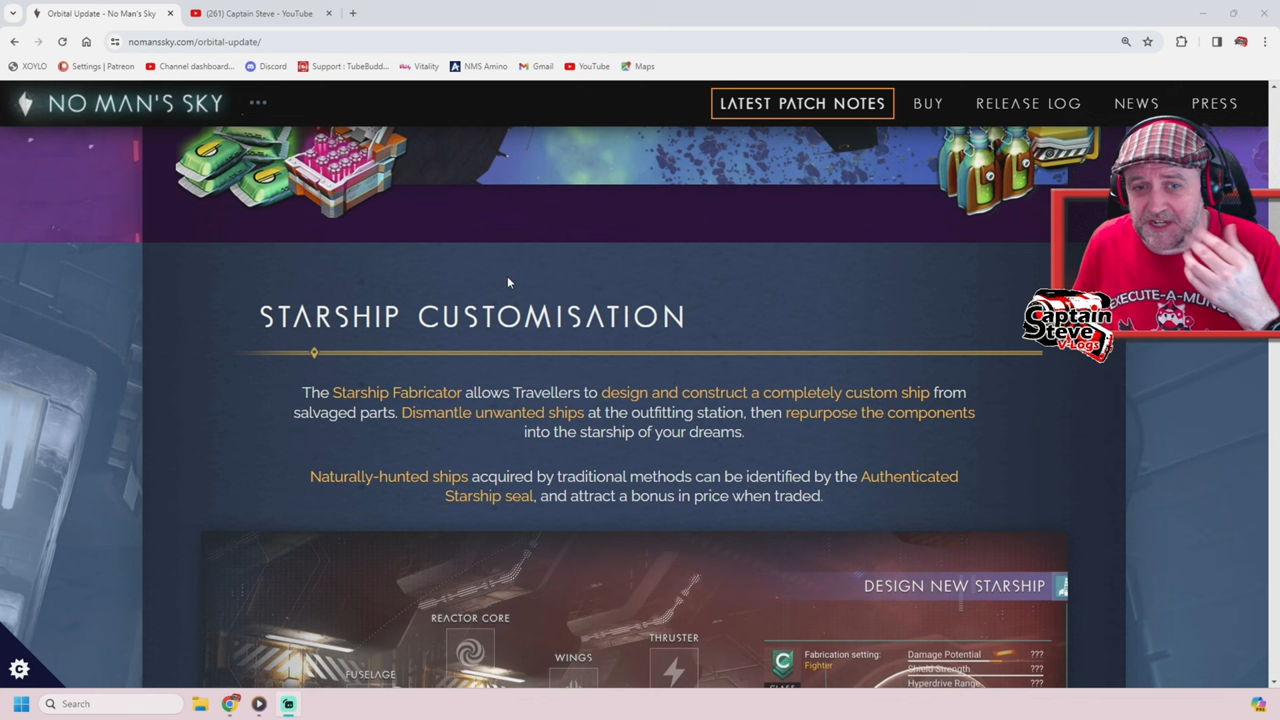 Orbital Update - No Man's Sky
(261) Captain Steve - YouTube
nomanssky.com/orbital-update/
XOYLO
Settings | Patreon
Channel dashboard...
Discord
Support : TubeBudd...
Vitality
NMS Amino
Gmail
YouTube
Maps
NO MAN'S SKY
LATEST PATCH NOTES
BUY
RELEASE LOG
NEWS
PRESS
EXECUTE-A-MU
Captain
Steve
V-Logs
STARSHIP CUSTOMISATION
The Starship Fabricator allows Travellers to design and construct a completely custom ship from
salvaged parts. Dismantle unwanted ships at the outfitting station, then repurpose the components
into the starship of your dreams.
Naturally-hunted ships acquired by traditional methods can be identified by the Authenticated
Starship seal, and attract a bonus in price when traded.
DESIGN NEW STARSHIP
REACTOR CORE
THRUSTER
WINGS
FUSELAGE
C
CLASS
Fabrication setting:
Fighter
Damage Potential ???
Shield Strength ???
Hyperdrive Range ???
Search